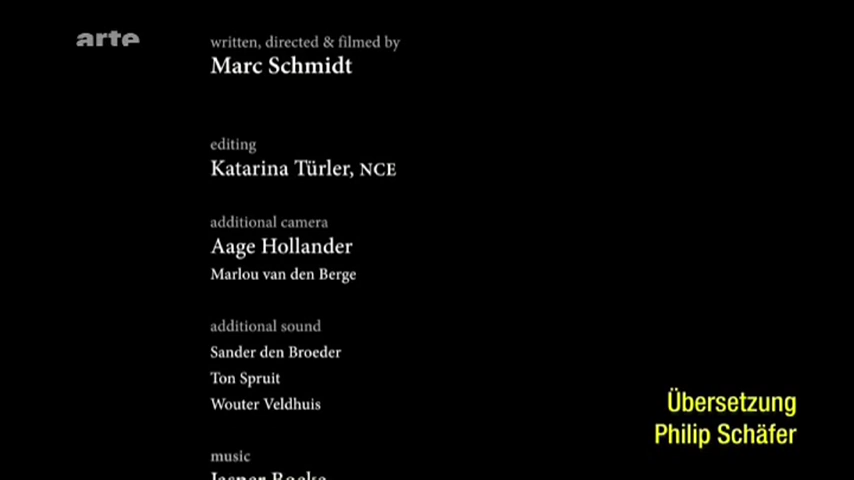 arte
written, directed & filmed by
Marc Schmidt
editing
Katarina Türler, NCE
additional camera
Aage Hollander
Marlou van den Berge
additional sound
Sander den Broeder
Ton Spruit
Wouter Veldhuis
music
Übersetzung
Philip Schäfer